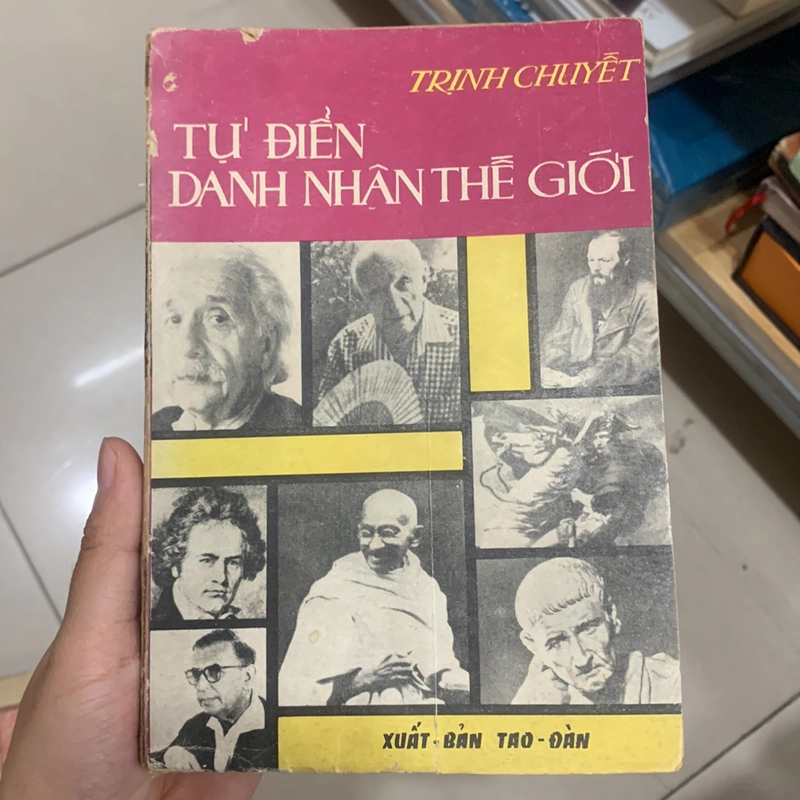 TRỊNH CHUYẾT
TỰ ĐIỂN
DANH NHÂN THẾ GIỚI
XUẤT-BẢN TAO-ĐÀN